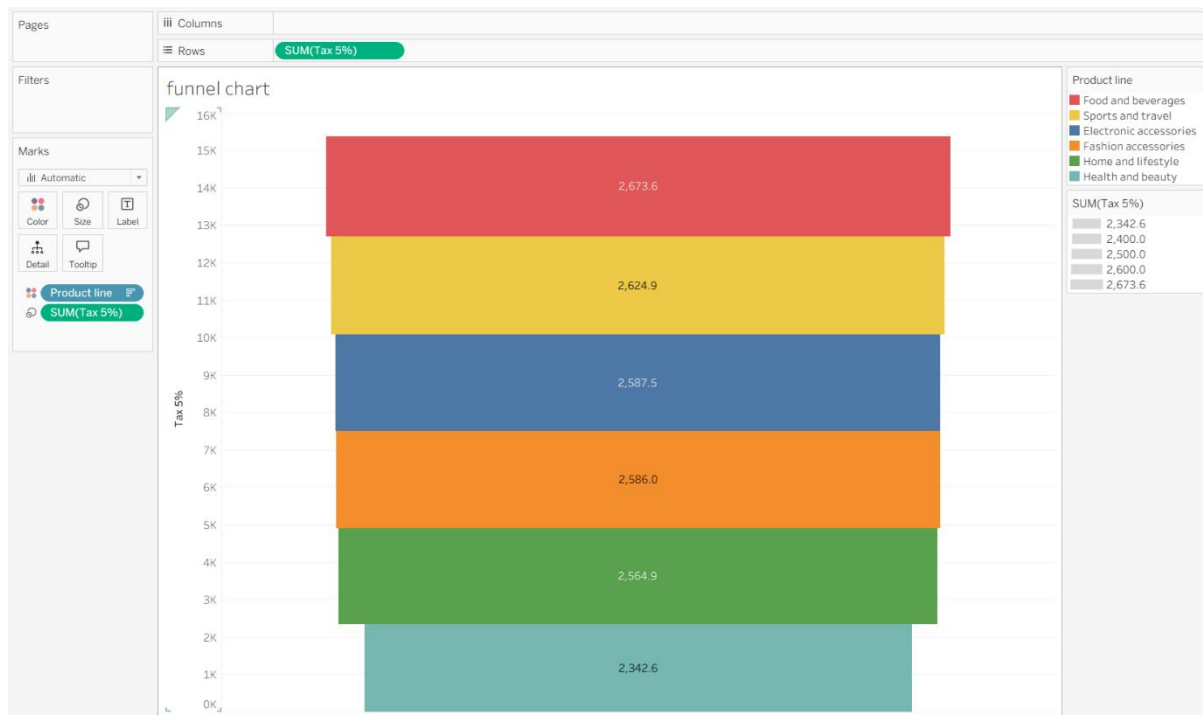 Pages
Columns
Rows
SUM(Tax 5%)
Filters
Marks
Automatic
Color
Size
Label
Detail
Tooltip
Product line
SUM(Tax 5%)
funnel chart
16K
15K
14K
13K
12K
11K
10K
9K
8K
7K
6K
5K
4K
3K
2K
1K
0K
Tax 5%
2,673.6
2,624.9
2,587.5
2,586.0
2,564.9
2,342.6
Product line
Food and beverages
Sports and travel
Electronic accessories
Fashion accessories
Home and lifestyle
Health and beauty
SUM(Tax 5%)
2,342.6
2,400.0
2,500.0
2,600.0
2,673.6